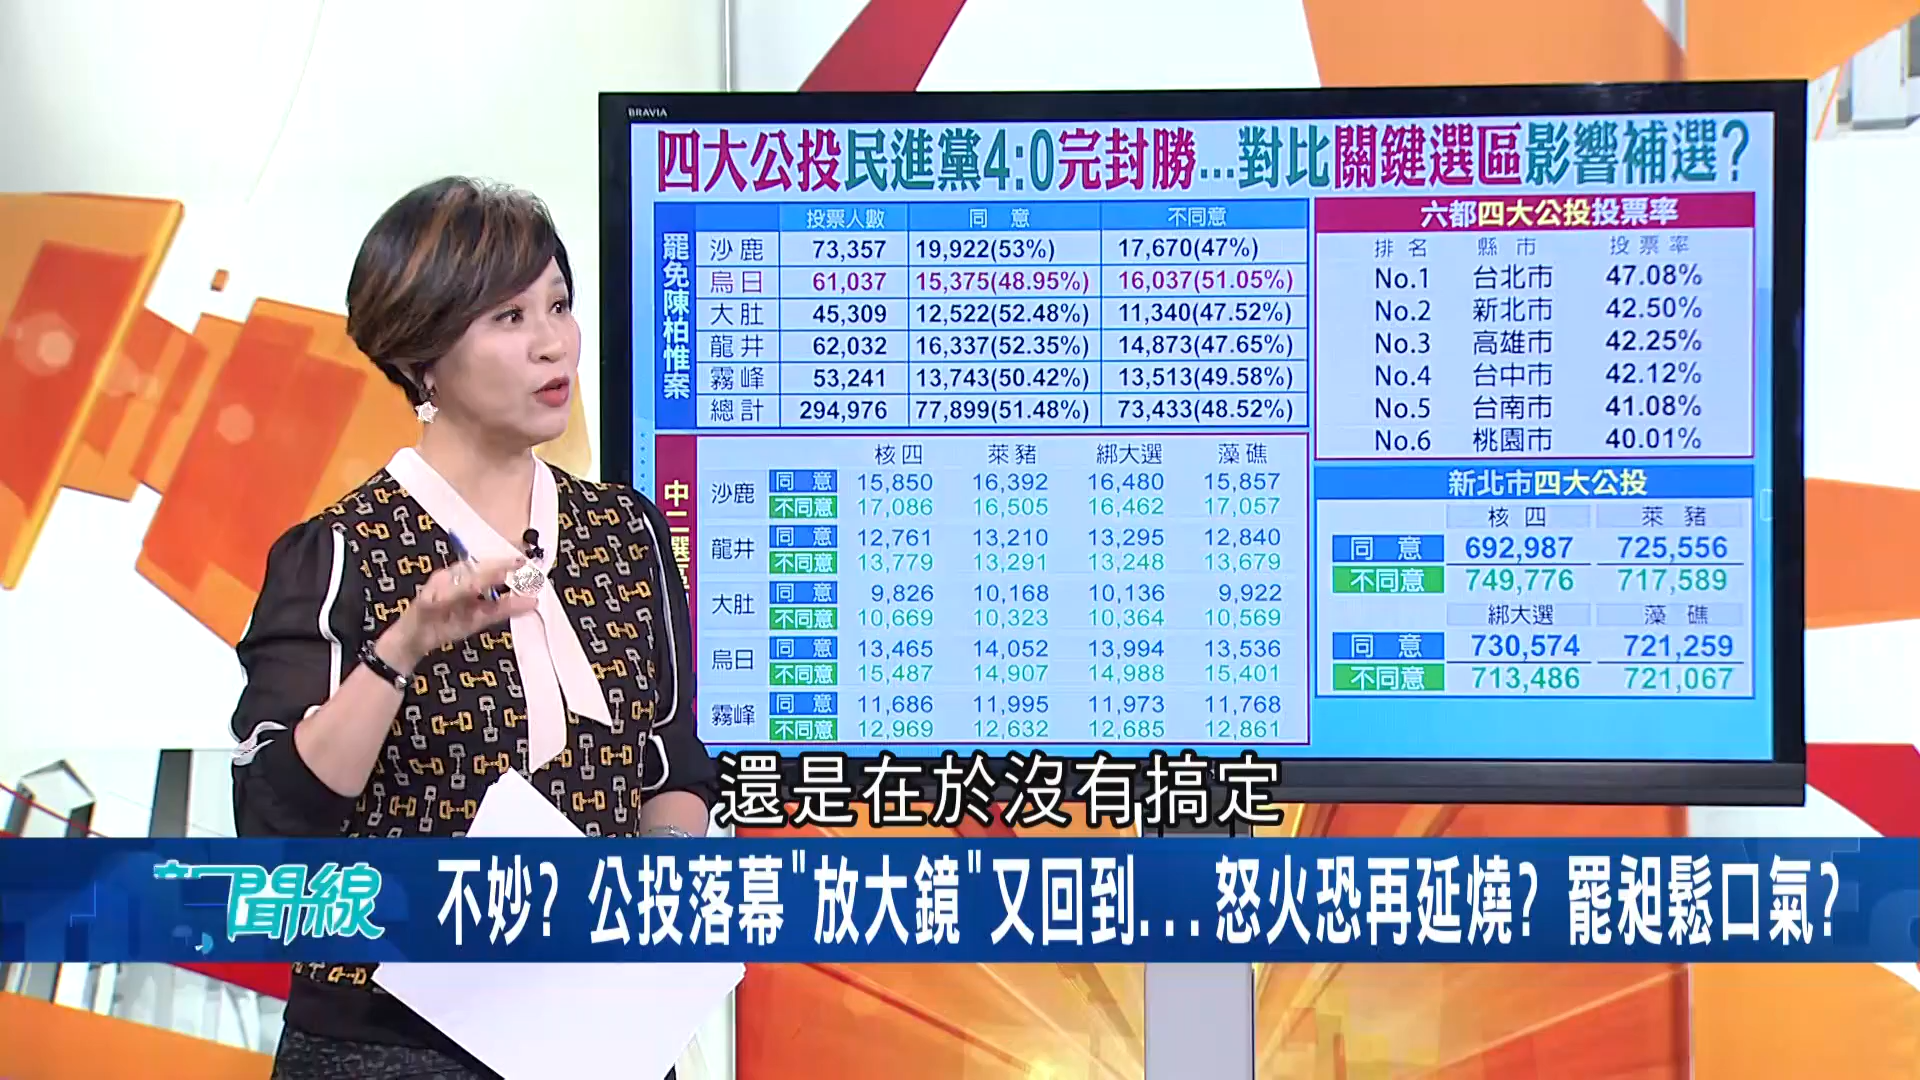 BRAVIA
四大公投民進黨4:0完封勝...對比關鍵選區影響補選?
罷免陳柏惟案
投票人數 同意 不同意
沙鹿 73,357 19,922(53%) 17,670(47%)
烏日 61,037 15,375(48.95%) 16,037(51.05%)
大肚 45,309 12,522(52.48%) 11,340(47.52%)
龍井 62,032 16,337(52.35%) 14,873(47.65%)
霧峰 53,241 13,743(50.42%) 13,513(49.58%)
總計 294,976 77,899(51.48%) 73,433(48.52%)
中二選區
核四 萊豬 綁大選 藻礁
沙鹿 同意 15,850 16,392 16,480 15,857
不同意 17,086 16,505 16,462 17,057
龍井 同意 12,761 13,210 13,295 12,840
不同意 13,779 13,291 13,248 13,679
大肚 同意 9,826 10,168 10,136 9,922
不同意 10,669 10,323 10,364 10,569
烏日 同意 13,465 14,052 13,994 13,536
不同意 15,487 14,907 14,988 15,401
霧峰 同意 11,686 11,995 11,973 11,768
不同意 12,969 12,632 12,685 12,861
六都四大公投投票率
排名 縣市 投票率
No.1 台北市 47.08%
No.2 新北市 42.50%
No.3 高雄市 42.25%
No.4 台中市 42.12%
No.5 台南市 41.08%
No.6 桃園市 40.01%
新北市四大公投
核四 萊豬
同意 692,987 725,556
不同意 749,776 717,589
綁大選 藻礁
同意 730,574 721,259
不同意 713,486 721,067
還是在於沒有搞定
新聞線
不妙? 公投落幕"放大鏡"又回到...怒火恐再延燒? 罷昶鬆口氣?